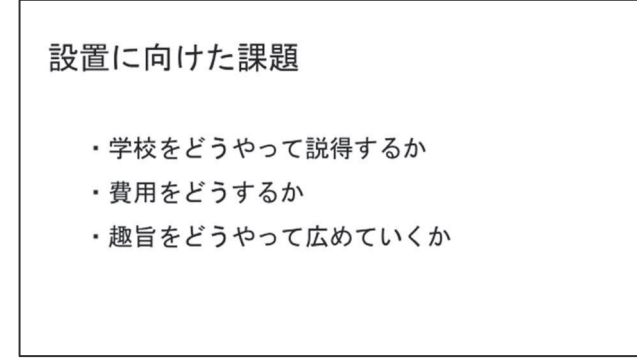 設置に向けた課題
・学校をどうやって説得するか
・費用をどうするか
・趣旨をどうやって広めていくか